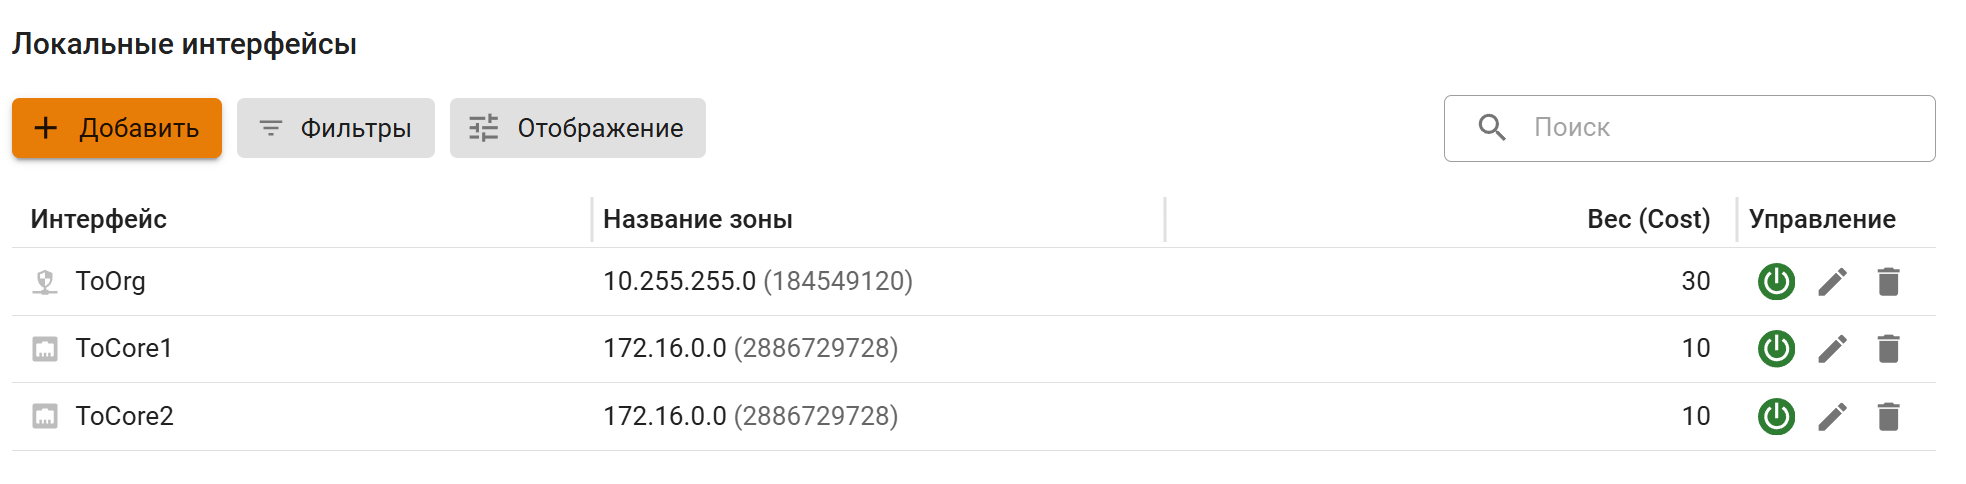 Локальные интерфейсы
Добавить Фильтры Отображение Поиск
Интерфейс Название зоны Вес (Cost) Управление
ToOrg 10.255.255.0 (184549120) 30
ToCore1 172.16.0.0 (2886729728) 10
ToCore2 172.16.0.0 (2886729728) 10